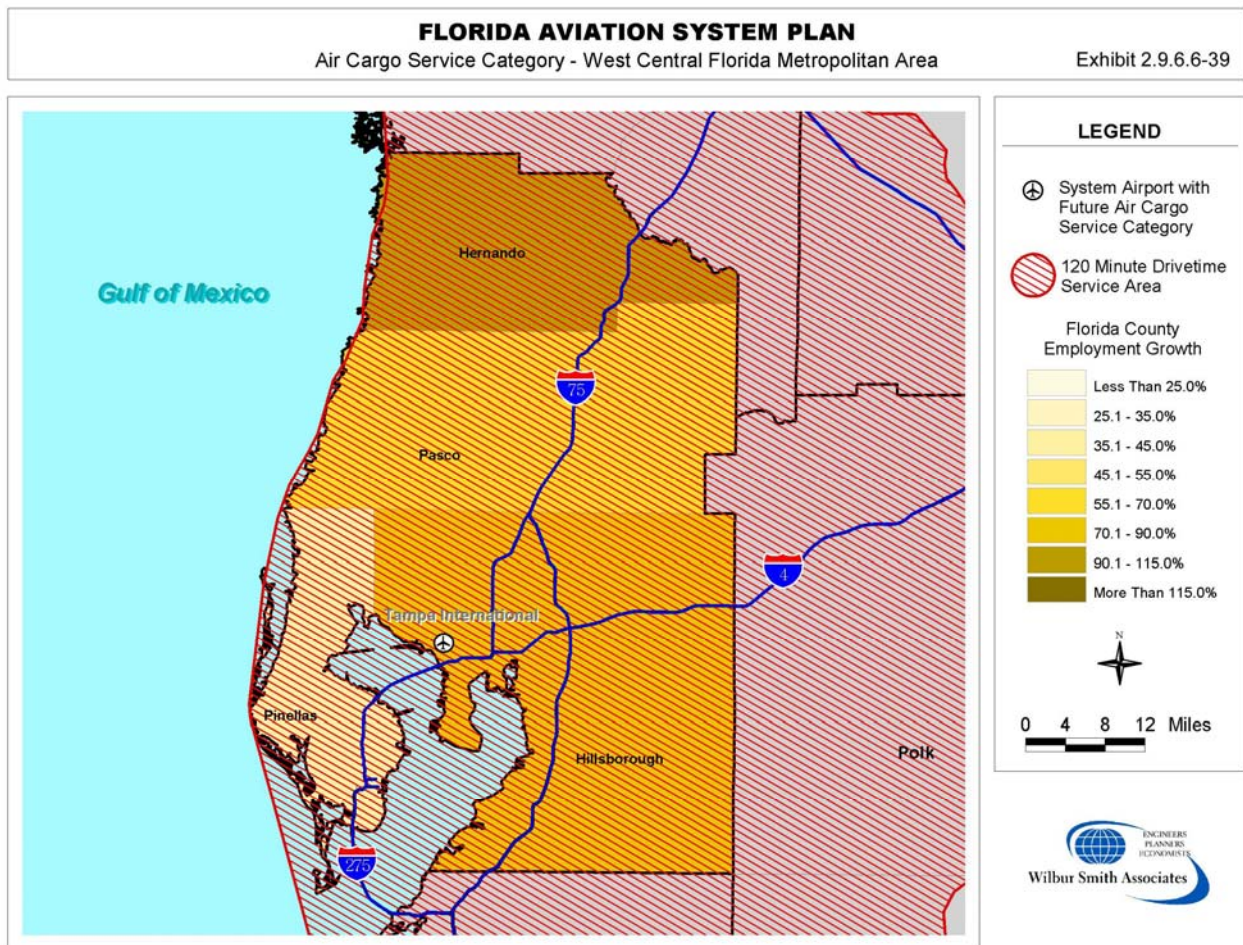 FLORIDA AVIATION SYSTEM PLAN
Air Cargo Service Category - West Central Florida Metropolitan Area
Exhibit 2.9.6.6-39
Hernando
Gulf of Mexico
75
Pasco
4
Tampa International
Pinellas
Hillsborough
Polk
275
LEGEND
System Airport with
Future Air Cargo
Service Category
120 Minute Drivetime
Service Area
Florida County
Employment Growth
Less Than 25.0%
25.1 - 35.0%
35.1 - 45.0%
45.1 - 55.0%
55.1 - 70.0%
70.1 - 90.0%
90.1 - 115.0%
More Than 115.0%
N
0 4 8 12 Miles
ENGINEERS
PLANNERS
ECONOMISTS
Wilbur Smith Associates